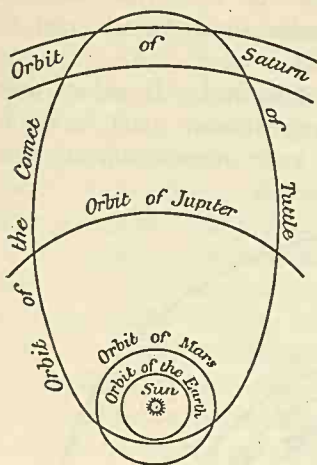 Orbit of Saturn
Orbit of the Comet of Tuttle
Orbit of Jupiter
Orbit of Mars
Orbit of the Earth
Sun